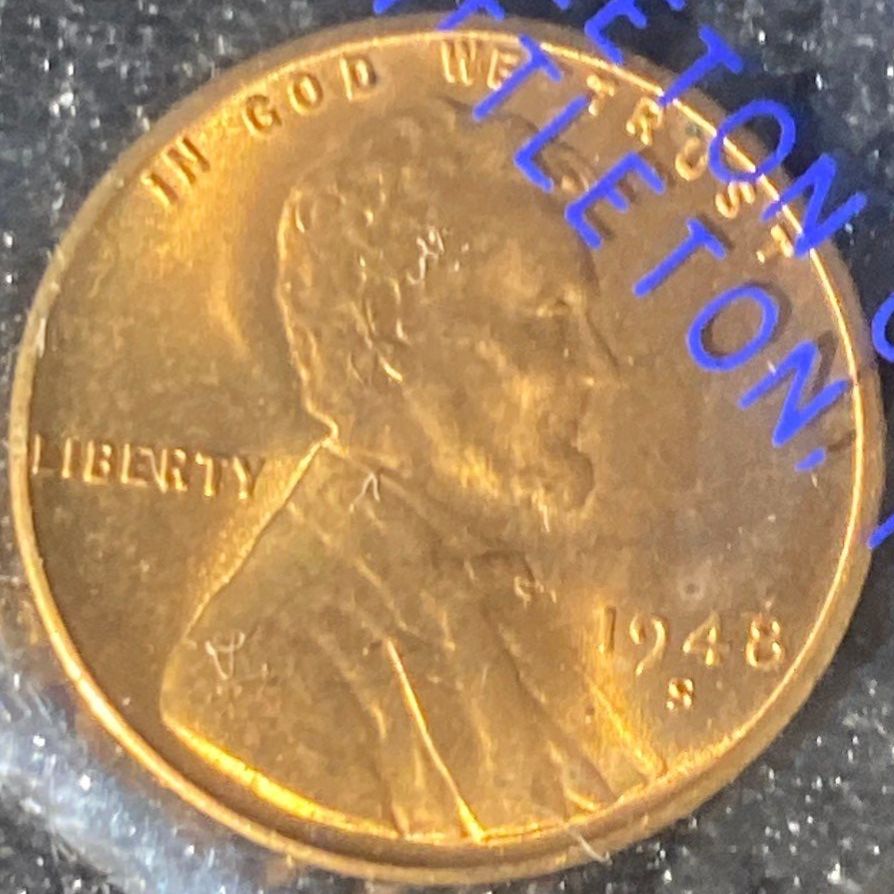 IN GOD WE TRUST
LIBERTY
1948
S
ETON
TLETON,